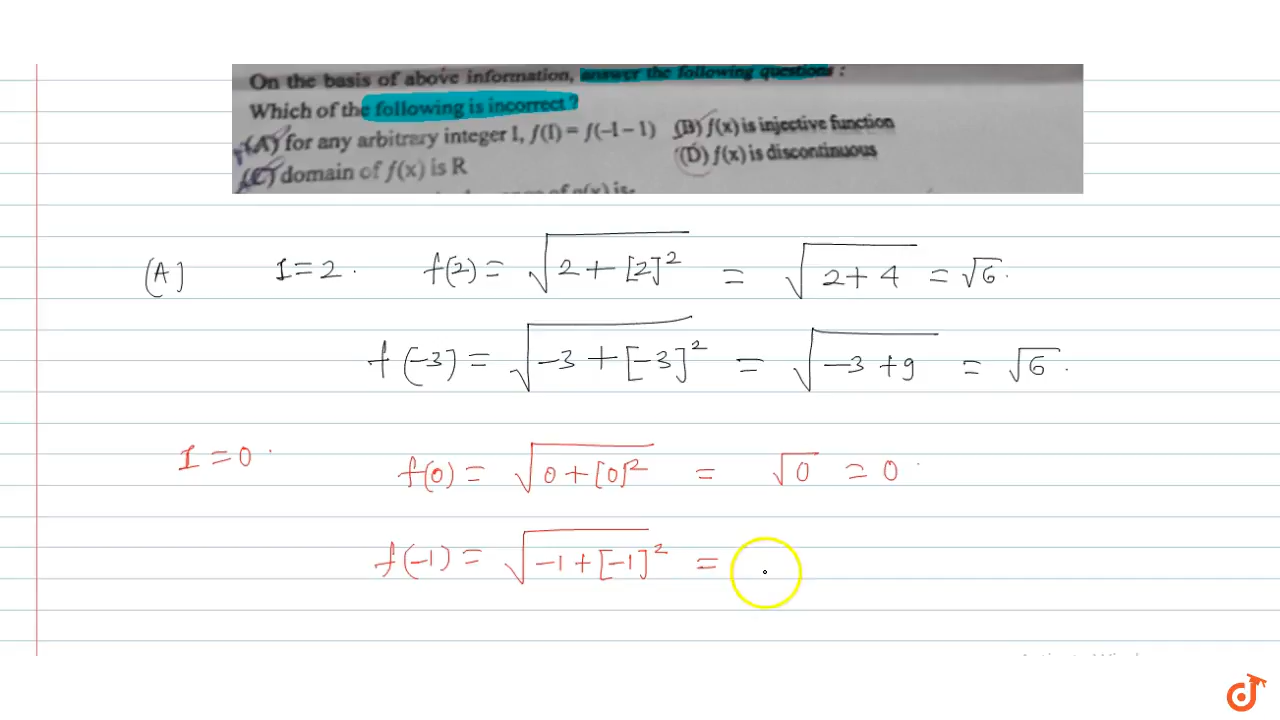 On the basis of above information, answer the following questions :
Which of the following is incorrect ?
(A) for any arbitrary integer I, f(I) = f(-I - 1) (B) f(x) is injective function
(C) domain of f(x) is R (D) f(x) is discontinuous
of g(x) is.
(A) I = 2 . f(2) = √(2 + [2]²) = √(2 + 4) = √6 .
f(-3) = √(-3 + [-3]²) = √(-3 + 9) = √6 .
I = 0 . f(0) = √(0 + [0]²) = √0 = 0 .
f(-1) = √(-1 + [-1]²) =